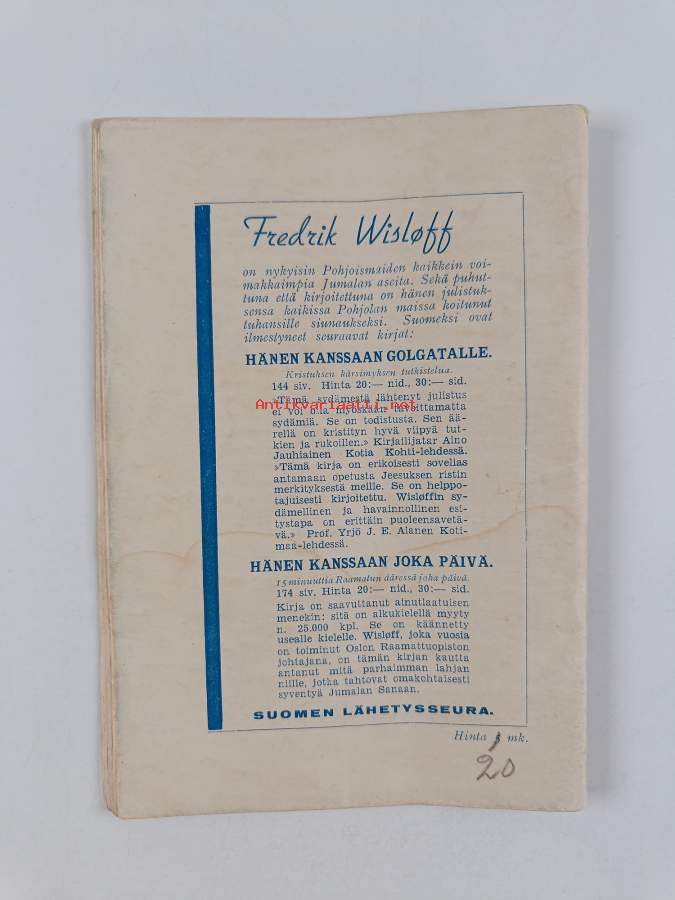 Fredrik Wisløff
on nykyisin Pohjoismaiden kaikkein voi-
makkaimpia Jumalan aseita. Sekä puhut-
tuna että kirjoitettuna on hänen julistuk-
sensa kaikissa Pohjolan maissa koitunut
tuhansille siunaukseksi. Suomeksi ovat
ilmestyneet seuraavat kirjat:
HÄNEN KANSSAAN GOLGATALLE.
Kristuksen kärsimyksen tutkistelua.
144 siv. Hinta 20:— nid., 30:— sid.
»Tämä sydämestä lähtenyt julistus
Antikvariaatti.net
ei voi olla myöskään liikuttamatta
sydämiä. Se on todistusta. Sen ää-
rellä on kristityn hyvä viipyä tut-
kien ja rukoillen.» Kirjailijatar Aino
Jauhiainen Kotia Kohti-lehdessä.
»Tämä kirja on erikoisesti sovelias
antamaan opetusta Jeesuksen ristin
merkityksestä meille. Se on helppo-
tajuisesti kirjoitettu. Wisløffin sy-
dämellinen ja havainnollinen esi-
tystapa on erittäin puoleensavetä-
vä.» Prof. Yrjö J. E. Alanen Koti-
maa-lehdessä.
HÄNEN KANSSAAN JOKA PÄIVÄ.
15 minuuttia Raamatun ääressä joka päivä.
174 siv. Hinta 20:— nid., 30:— sid.
Kirja on saavuttanut ainutlaatuisen
menekin: sitä on alkukielellä myyty
n. 25.000 kpl. Se on käännetty
usealle kielelle. Wisløff, joka vuosia
on toiminut Oslon Raamattuopiston
johtajana, on tämän kirjan kautta
antanut mitä parhaimman lahjan
niille, jotka tahtovat omakohtaisesti
syventyä Jumalan Sanaan.
SUOMEN LÄHETYSSEURA.
Hinta mk.
20